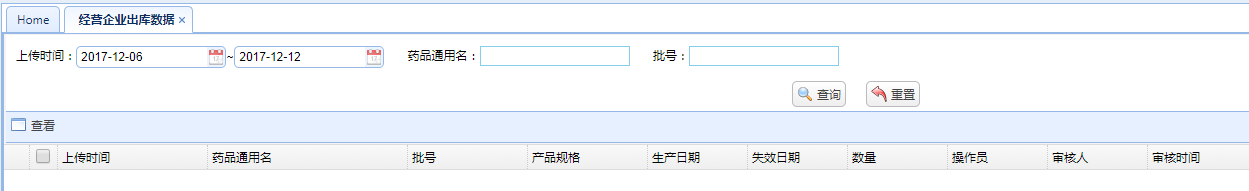 Home 经营企业出库数据 ×
上传时间： 2017-12-06 ~ 2017-12-12 药品通用名： 批号：
查询 重置
查看
上传时间 药品通用名 批号 产品规格 生产日期 失效日期 数量 操作员 审核人 审核时间